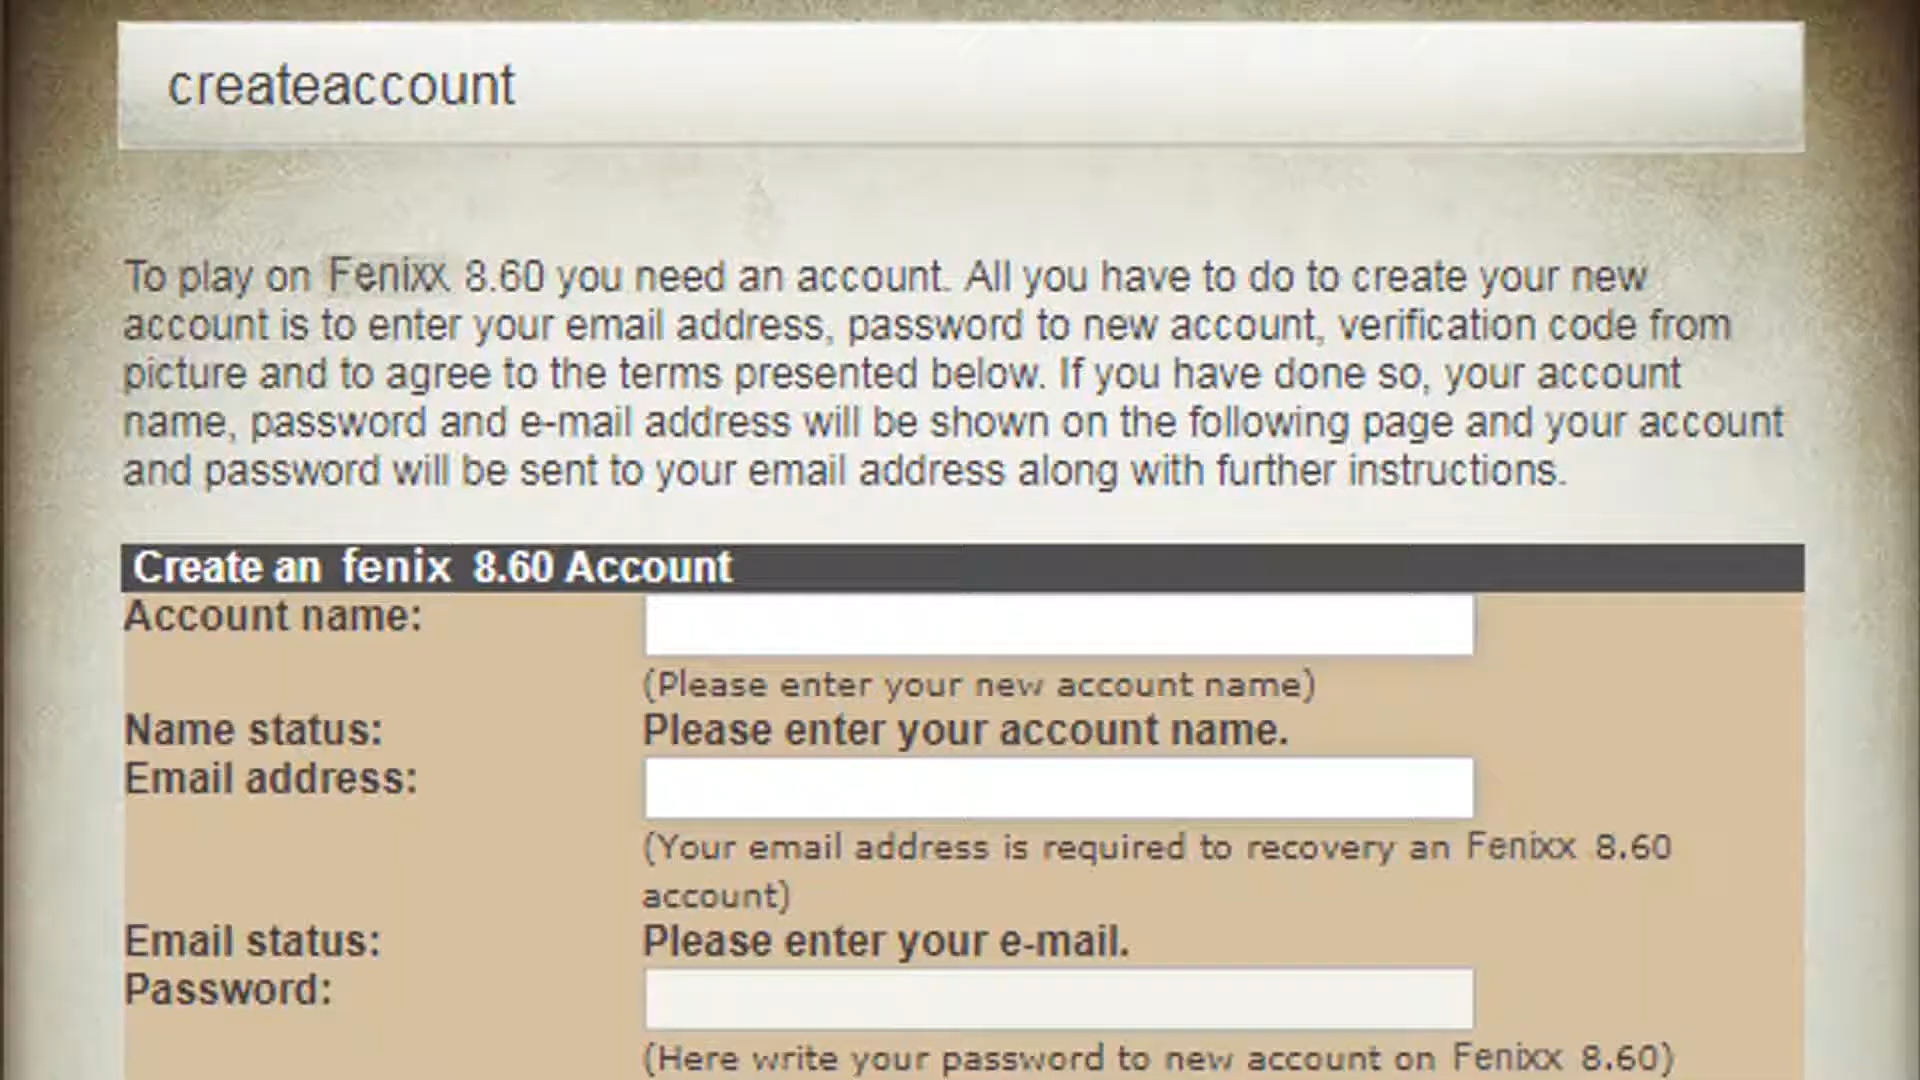 createaccount
To play on Fenixx 8.60 you need an account. All you have to do to create your new
account is to enter your email address, password to new account, verification code from
picture and to agree to the terms presented below. If you have done so, your account
name, password and e-mail address will be shown on the following page and your account
and password will be sent to your email address along with further instructions.
Create an fenix 8.60 Account
Account name:
(Please enter your new account name)
Name status: Please enter your account name.
Email address:
(Your email address is required to recovery an Fenixx 8.60
account)
Email status: Please enter your e-mail.
Password:
(Here write your password to new account on Fenixx 8.60)